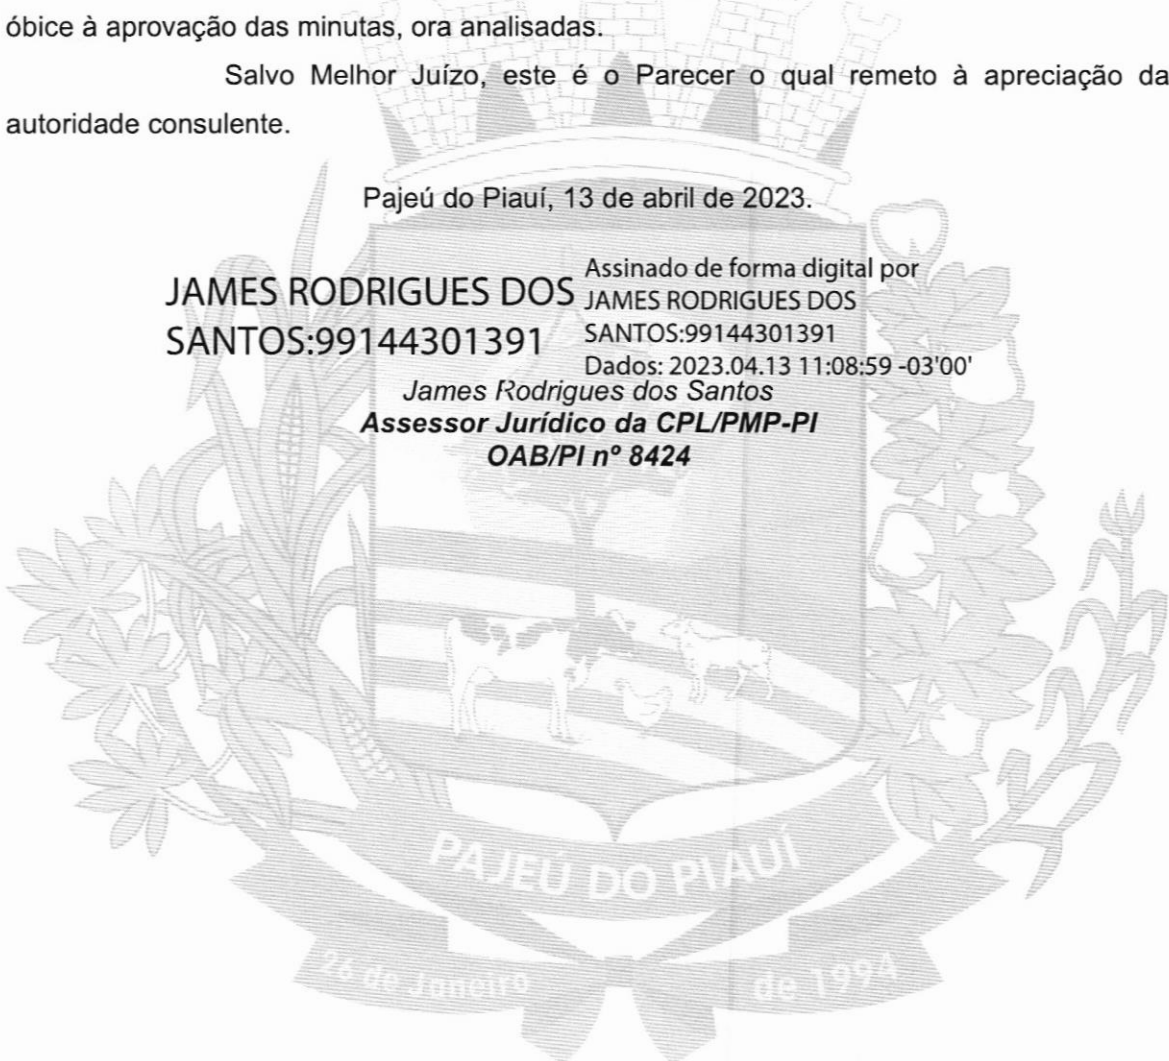 óbice à aprovação das minutas, ora analisadas.
Salvo Melhor Juízo, este é o Parecer o qual remeto à apreciação da
autoridade consulente.
Pajeú do Piauí, 13 de abril de 2023.
JAMES RODRIGUES DOS
SANTOS:99144301391
Assinado de forma digital por
JAMES RODRIGUES DOS
SANTOS:99144301391
Dados: 2023.04.13 11:08:59 -03'00'
James Rodrigues dos Santos
Assessor Jurídico da CPL/PMP-PI
OAB/PI nº 8424
PAJEÚ DO PIAUÍ
26 de Janeiro de 1994